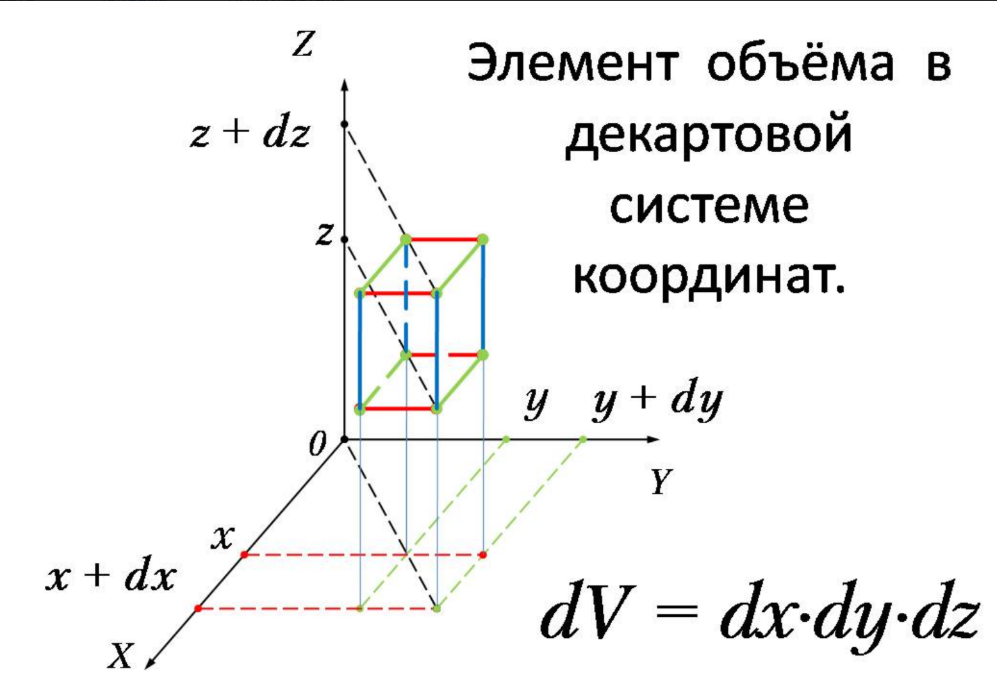 Z
Элемент объёма в
декартовой
системе
координат.
z + dz
z
y
y + dy
0
Y
x
x + dx
X
dV = dx·dy·dz